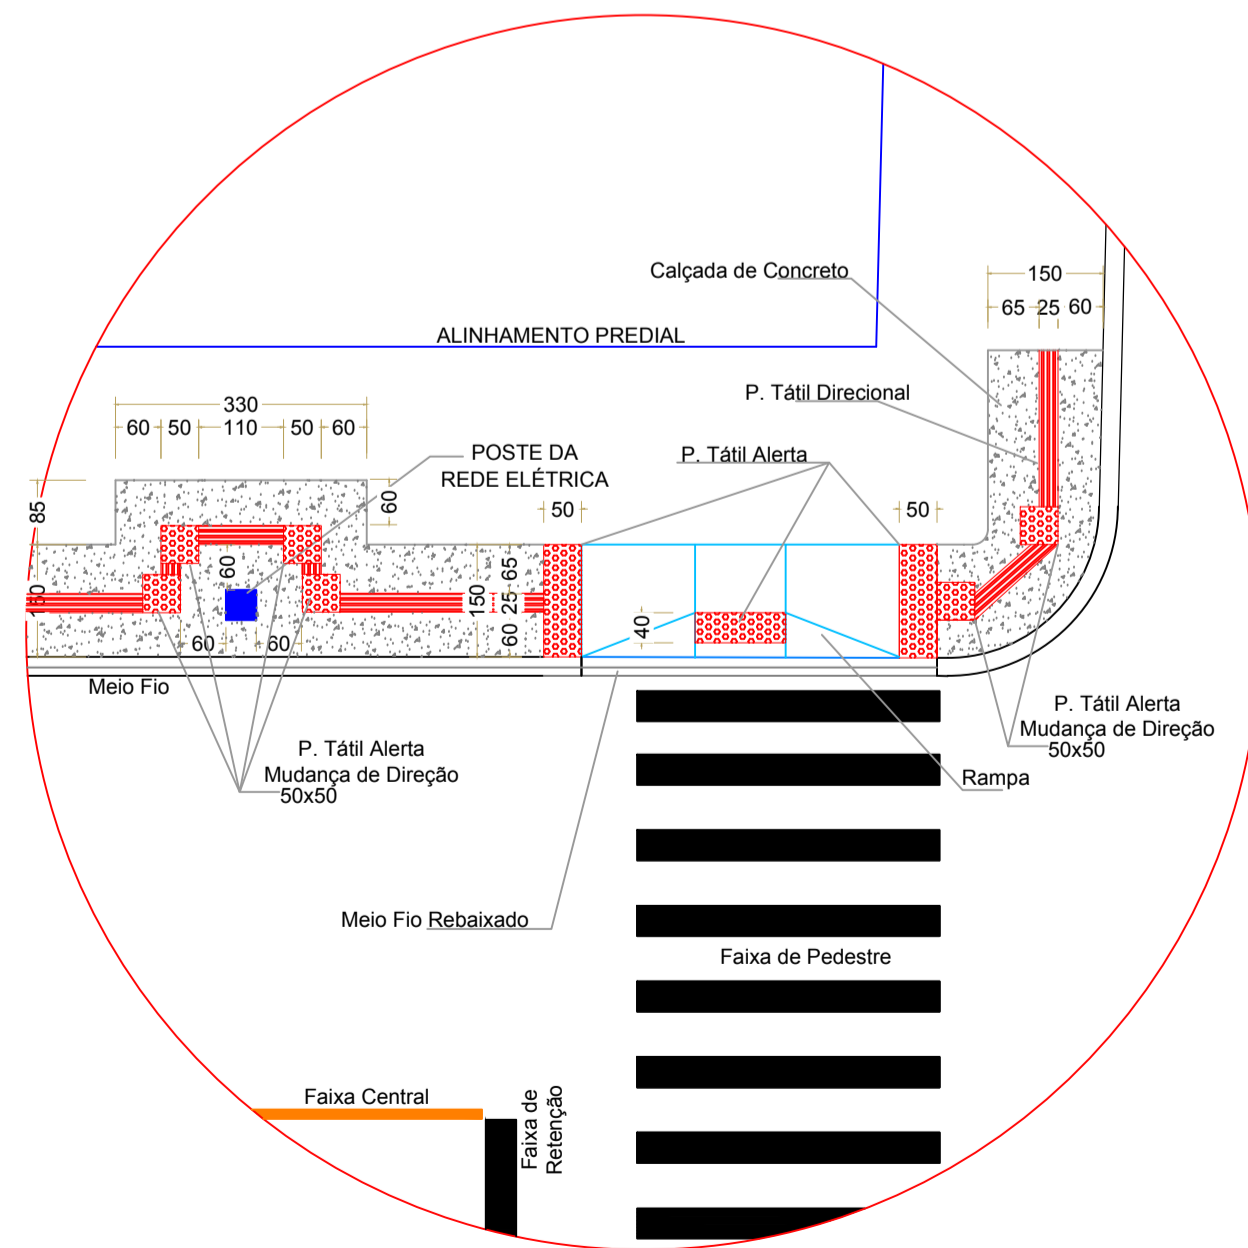 Calçada de Concreto
150
65 25 60
ALINHAMENTO PREDIAL
P. Tátil Direcional
330
60 50 110 50 60
POSTE DA
REDE ELÉTRICA
P. Tátil Alerta
85
60
50
50
150
60
150
65
25
60
40
60
60
Meio Fio
P. Tátil Alerta
Mudança de Direção
50x50
P. Tátil Alerta
Mudança de Direção
50x50
Rampa
Meio Fio Rebaixado
Faixa de Pedestre
Faixa Central
Faixa de
Retenção